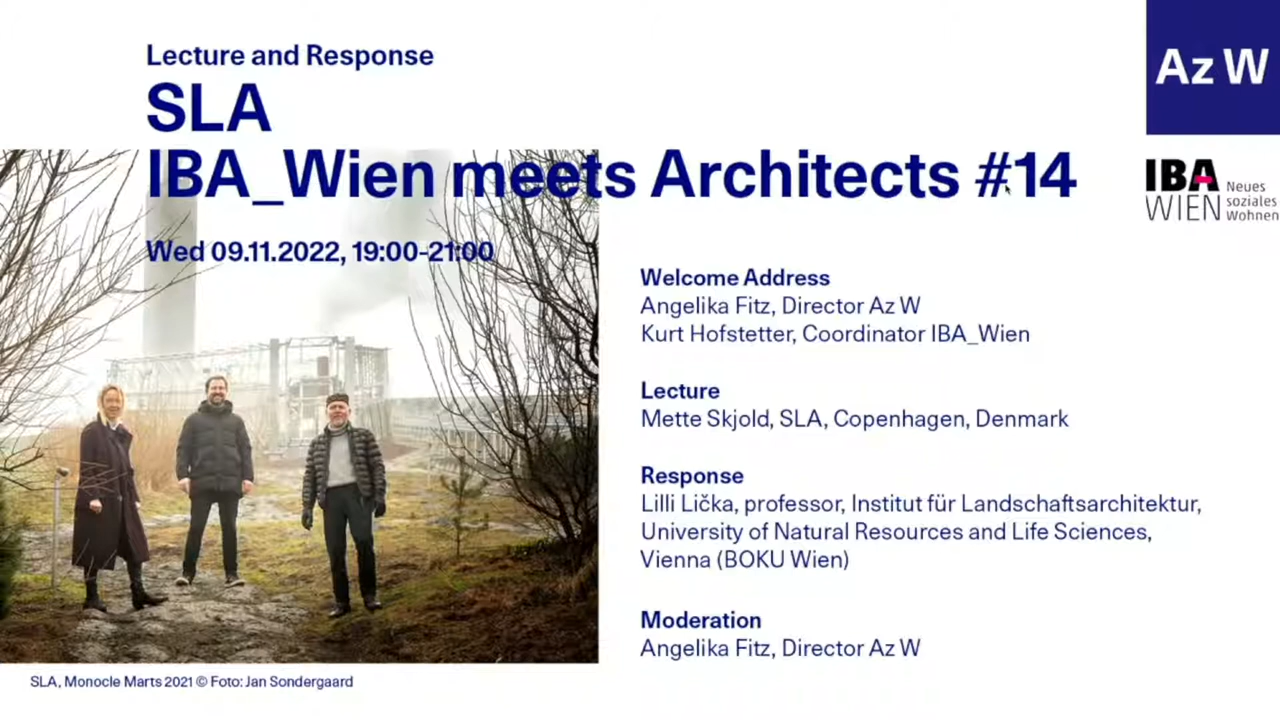 Lecture and Response
SLA
IBA_Wien meets Architects #14
Wed 09.11.2022, 19:00-21:00
Az W
IBA
WIEN
Neues
soziales
Wohnen
Welcome Address
Angelika Fitz, Director Az W
Kurt Hofstetter, Coordinator IBA_Wien
Lecture
Mette Skjold, SLA, Copenhagen, Denmark
Response
Lilli Lička, professor, Institut für Landschaftsarchitektur,
University of Natural Resources and Life Sciences,
Vienna (BOKU Wien)
Moderation
Angelika Fitz, Director Az W
SLA, Monocle Marts 2021 © Foto: Jan Sondergaard